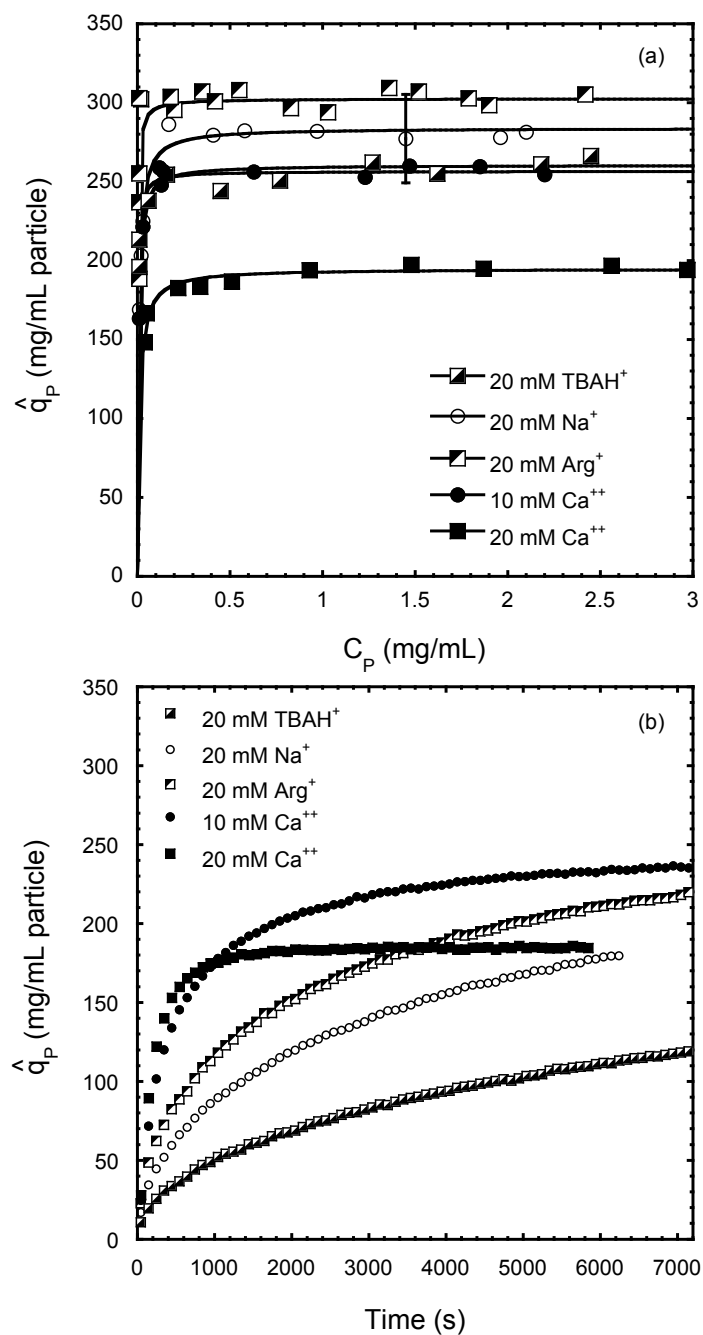 350
(a)
300
250
200
150
100
50
0
q̂P (mg/mL particle)
20 mM TBAH⁺
20 mM Na⁺
20 mM Arg⁺
10 mM Ca⁺⁺
20 mM Ca⁺⁺
0 0.5 1 1.5 2 2.5 3
CP (mg/mL)
350
(b)
300
250
200
150
100
50
0
q̂P (mg/mL particle)
20 mM TBAH⁺
20 mM Na⁺
20 mM Arg⁺
10 mM Ca⁺⁺
20 mM Ca⁺⁺
0 1000 2000 3000 4000 5000 6000 7000
Time (s)